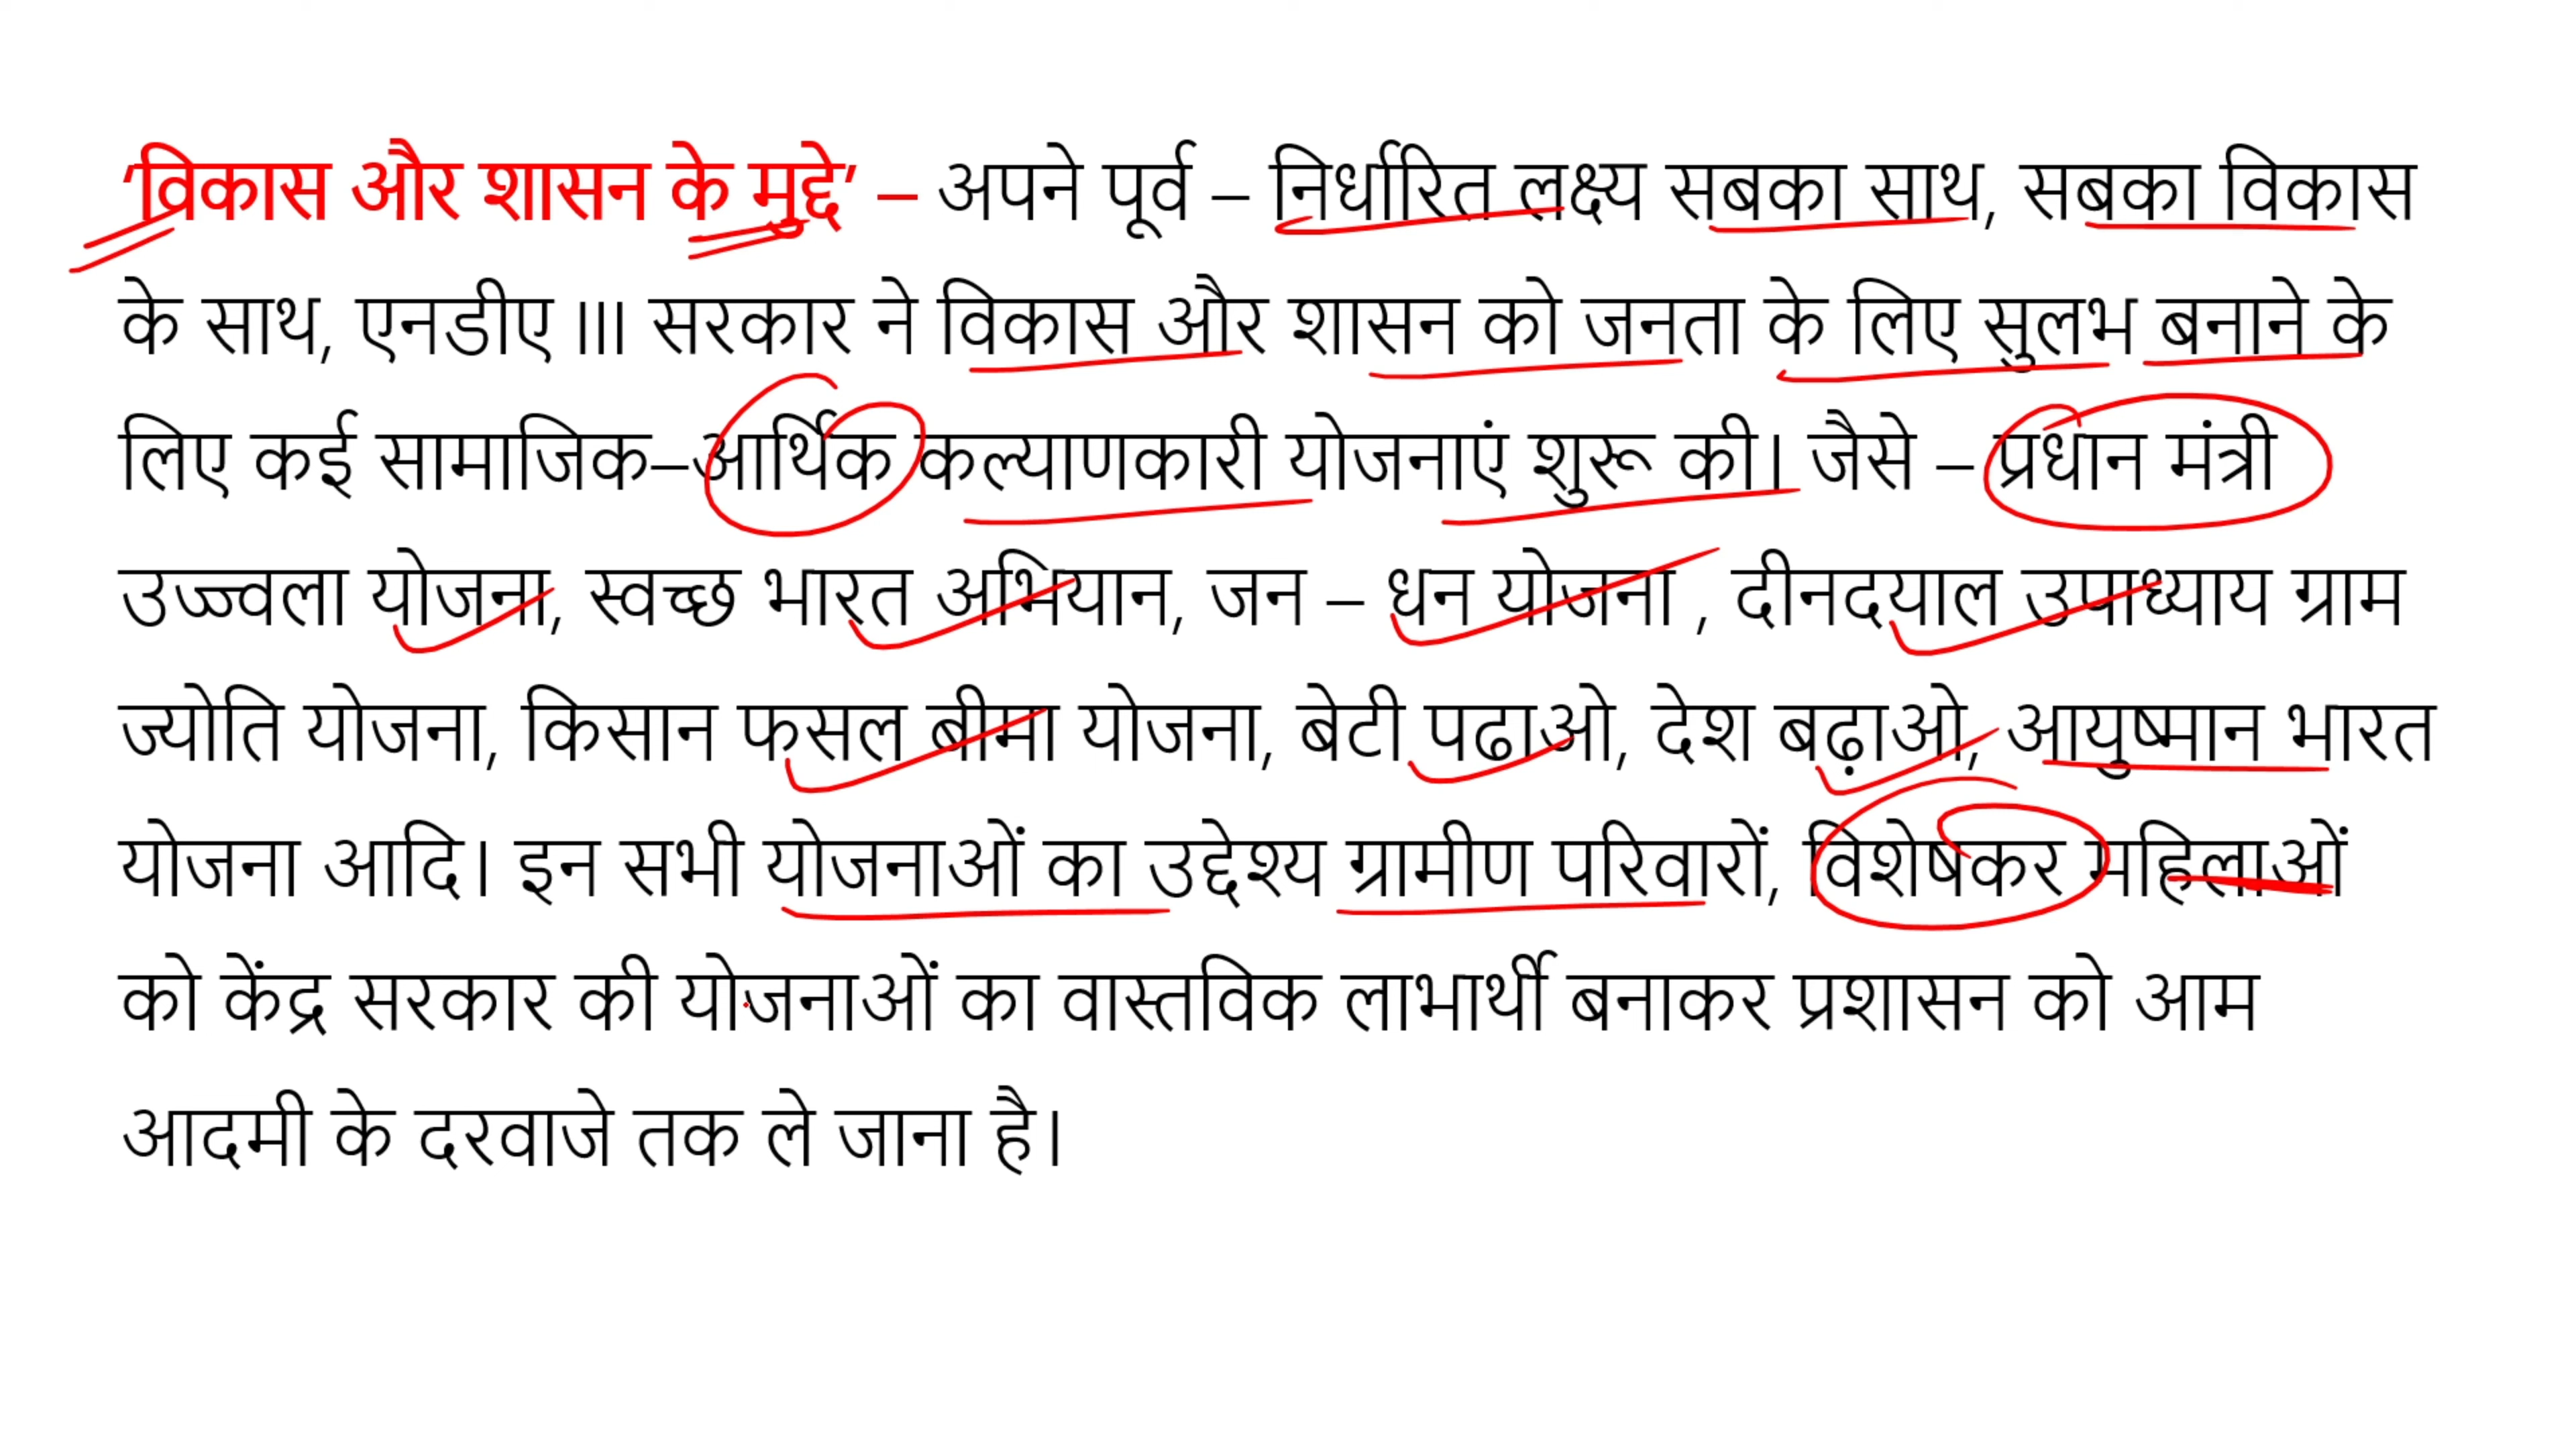 ‘विकास और शासन के मुद्दे’ – अपने पूर्व – निर्धारित लक्ष्य सबका साथ, सबका विकास
के साथ, एनडीए III सरकार ने विकास और शासन को जनता के लिए सुलभ बनाने के
लिए कई सामाजिक–आर्थिक कल्याणकारी योजनाएं शुरू की। जैसे – प्रधान मंत्री
उज्ज्वला योजना, स्वच्छ भारत अभियान, जन – धन योजना , दीनदयाल उपाध्याय ग्राम
ज्योति योजना, किसान फसल बीमा योजना, बेटी पढाओ, देश बढ़ाओ, आयुष्मान भारत
योजना आदि। इन सभी योजनाओं का उद्देश्य ग्रामीण परिवारों, विशेषकर महिलाओं
को केंद्र सरकार की योजनाओं का वास्तविक लाभार्थी बनाकर प्रशासन को आम
आदमी के दरवाजे तक ले जाना है।